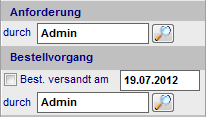 Anforderung
durch Admin
Bestellvorgang
Best. versandt am 19.07.2012
durch Admin